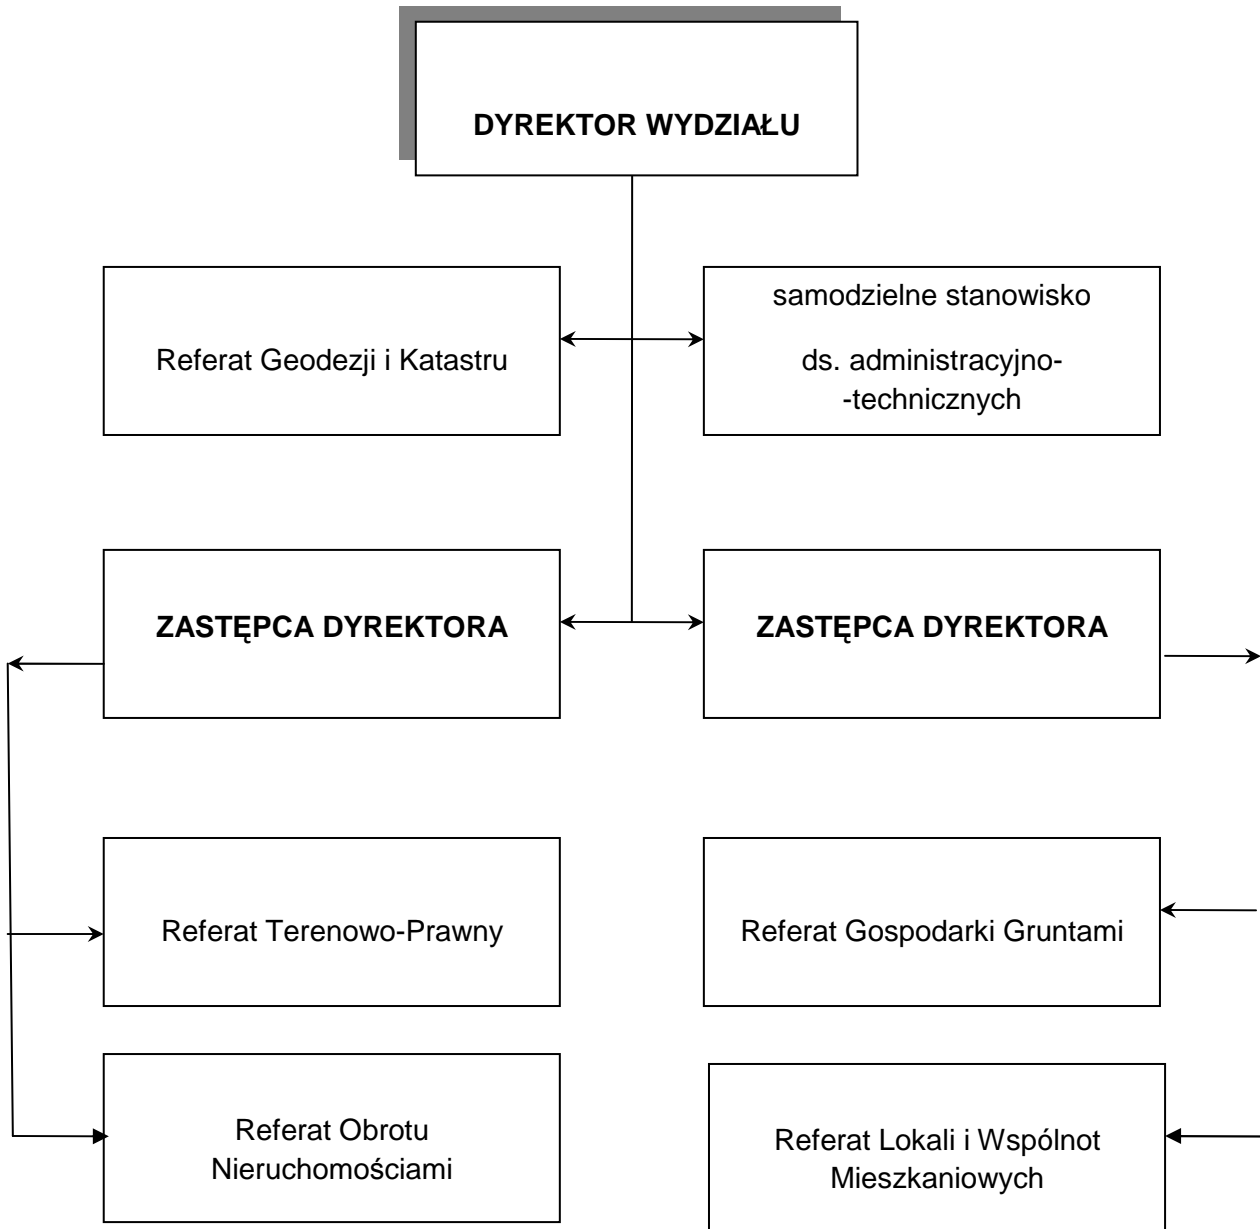 DYREKTOR WYDZIAŁU
Referat Geodezji i Katastru
samodzielne stanowisko
ds. administracyjno-
-technicznych
ZASTĘPCA DYREKTORA
ZASTĘPCA DYREKTORA
Referat Terenowo-Prawny
Referat Gospodarki Gruntami
Referat Obrotu
Nieruchomościami
Referat Lokali i Wspólnot
Mieszkaniowych